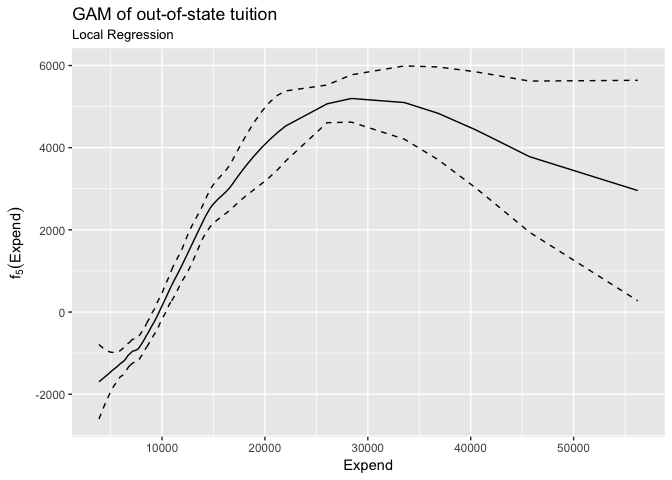 GAM of out-of-state tuition
Local Regression
6000
4000
2000
0
-2000
f₅(Expend)
10000 20000 30000 40000 50000
Expend